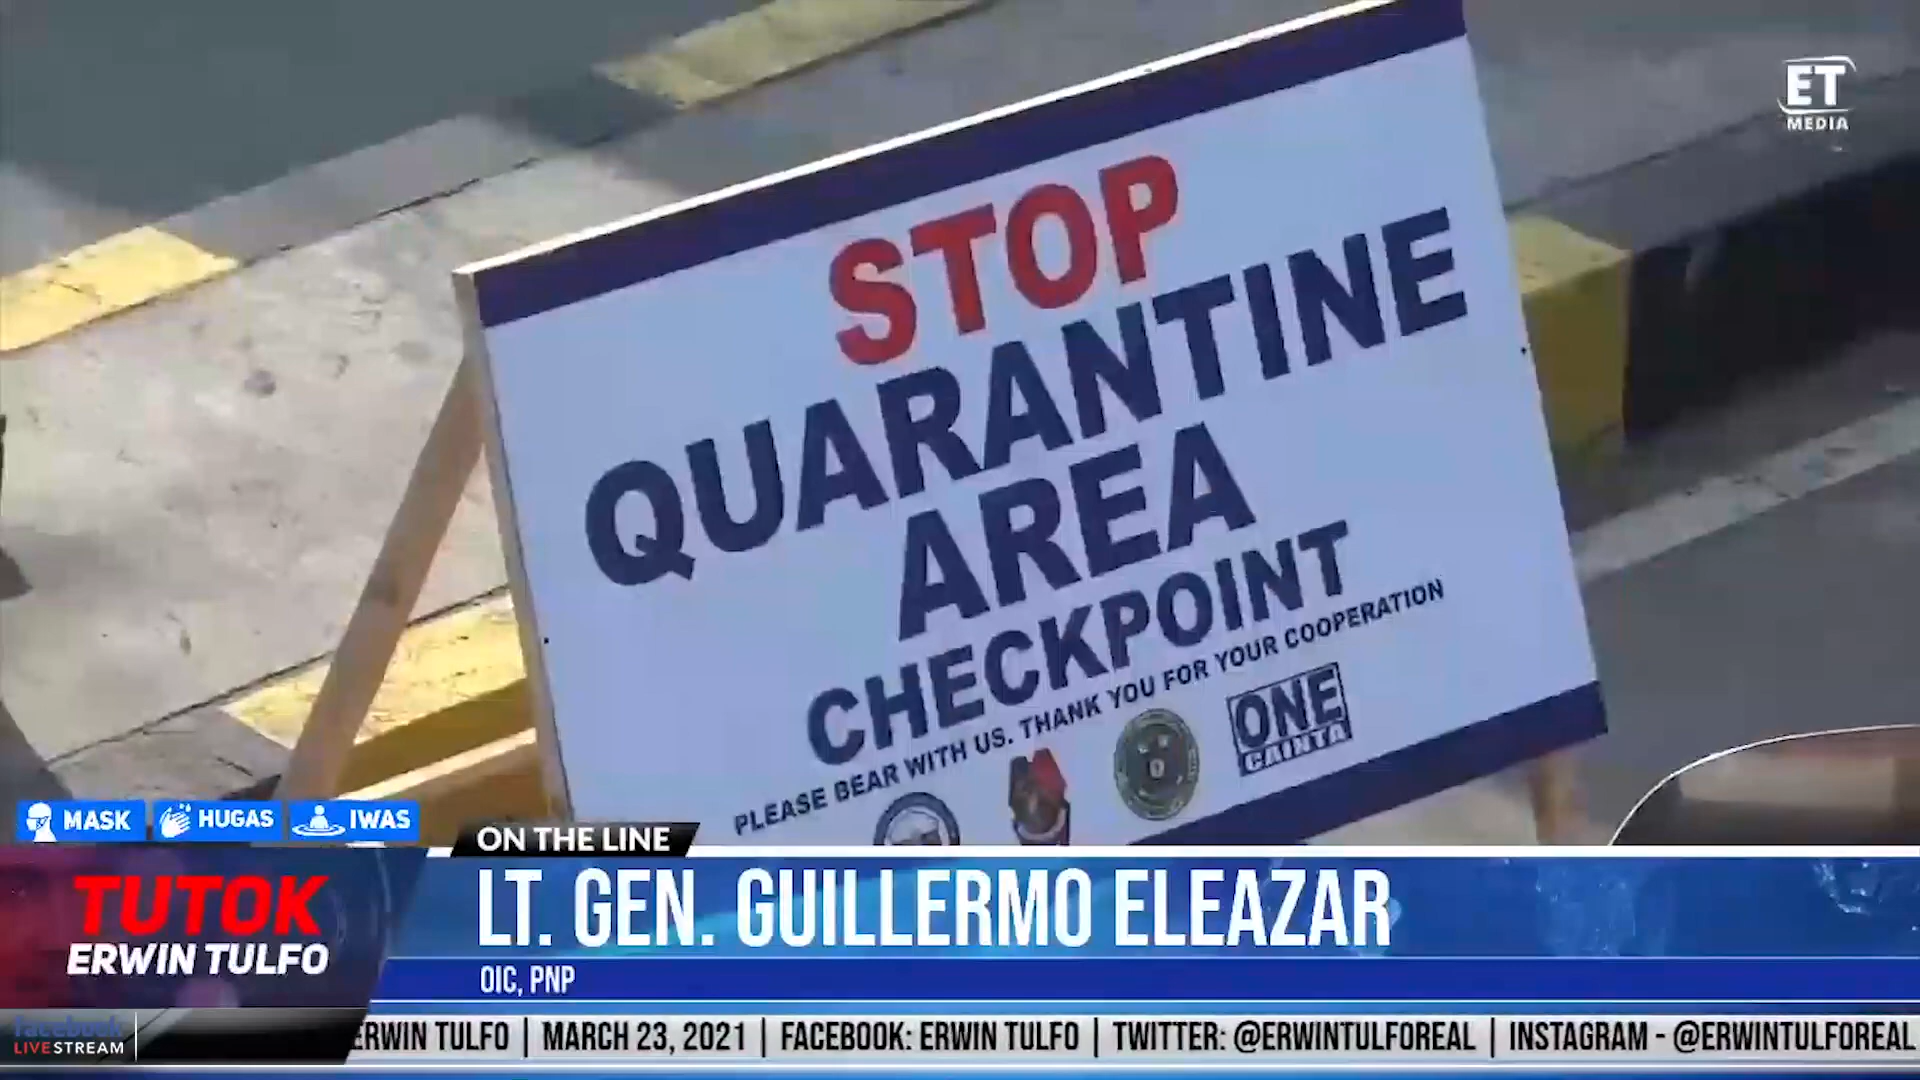 ET
MEDIA
STOP
QUARANTINE
AREA
CHECKPOINT
PLEASE BEAR WITH US. THANK YOU FOR YOUR COOPERATION
ONE
CAINTA
MASK
HUGAS
IWAS
ON THE LINE
LT. GEN. GUILLERMO ELEAZAR
OIC, PNP
TUTOK
ERWIN TULFO
facebook
LIVESTREAM
ERWIN TULFO | MARCH 23, 2021 | FACEBOOK: ERWIN TULFO | TWITTER: @ERWINTULFOREAL | INSTAGRAM - @ERWINTULFOREAL